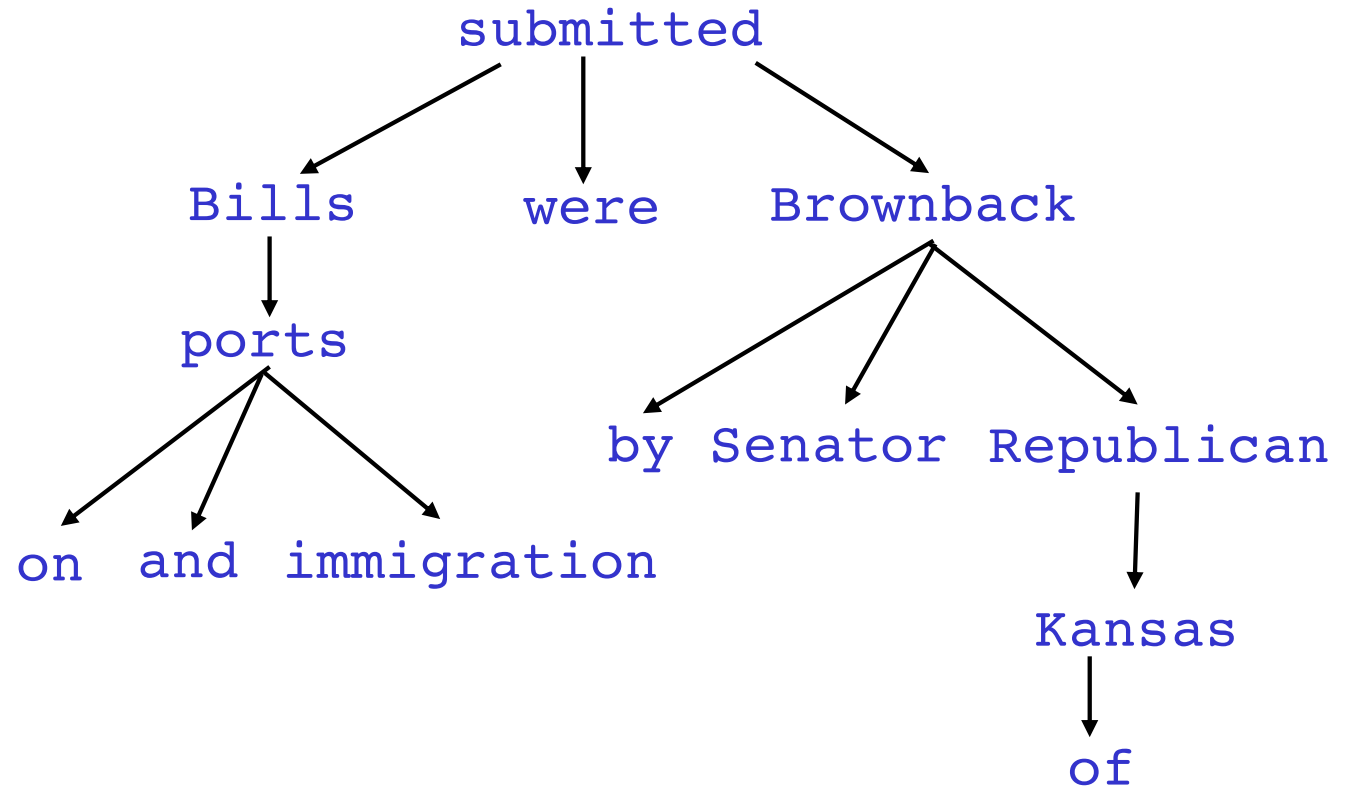 submitted
Bills were Brownback
ports
by Senator Republican
on and immigration
Kansas
of